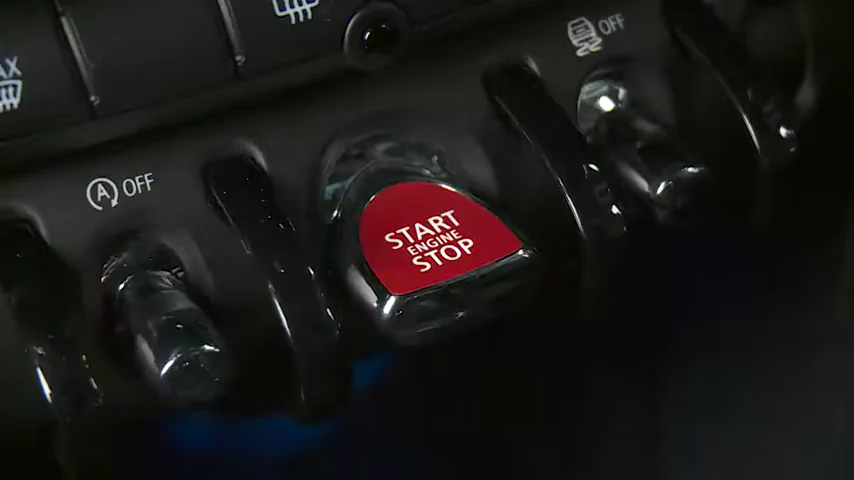 OFF
AX
OFF
START
ENGINE
STOP